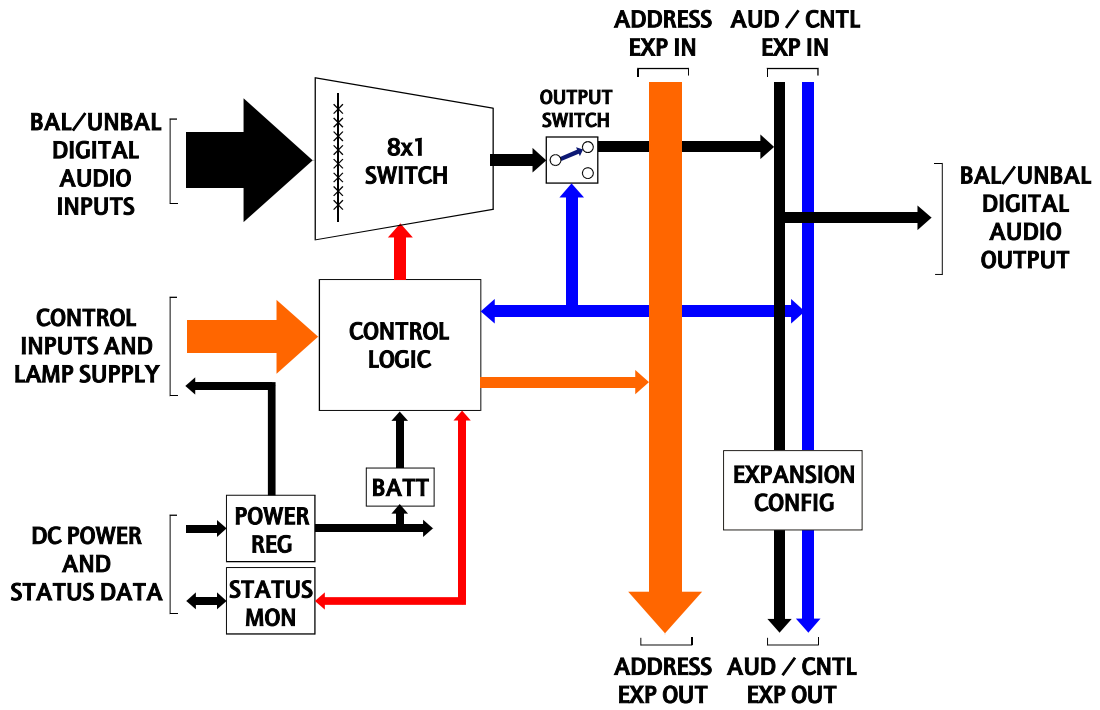 ADDRESS
EXP IN
AUD / CNTL
EXP IN
BAL/UNBAL
DIGITAL
AUDIO
INPUTS
8x1
SWITCH
OUTPUT
SWITCH
BAL/UNBAL
DIGITAL
AUDIO
OUTPUT
CONTROL
INPUTS AND
LAMP SUPPLY
CONTROL
LOGIC
BATT
EXPANSION
CONFIG
DC POWER
AND
STATUS DATA
POWER
REG
STATUS
MON
ADDRESS
EXP OUT
AUD / CNTL
EXP OUT